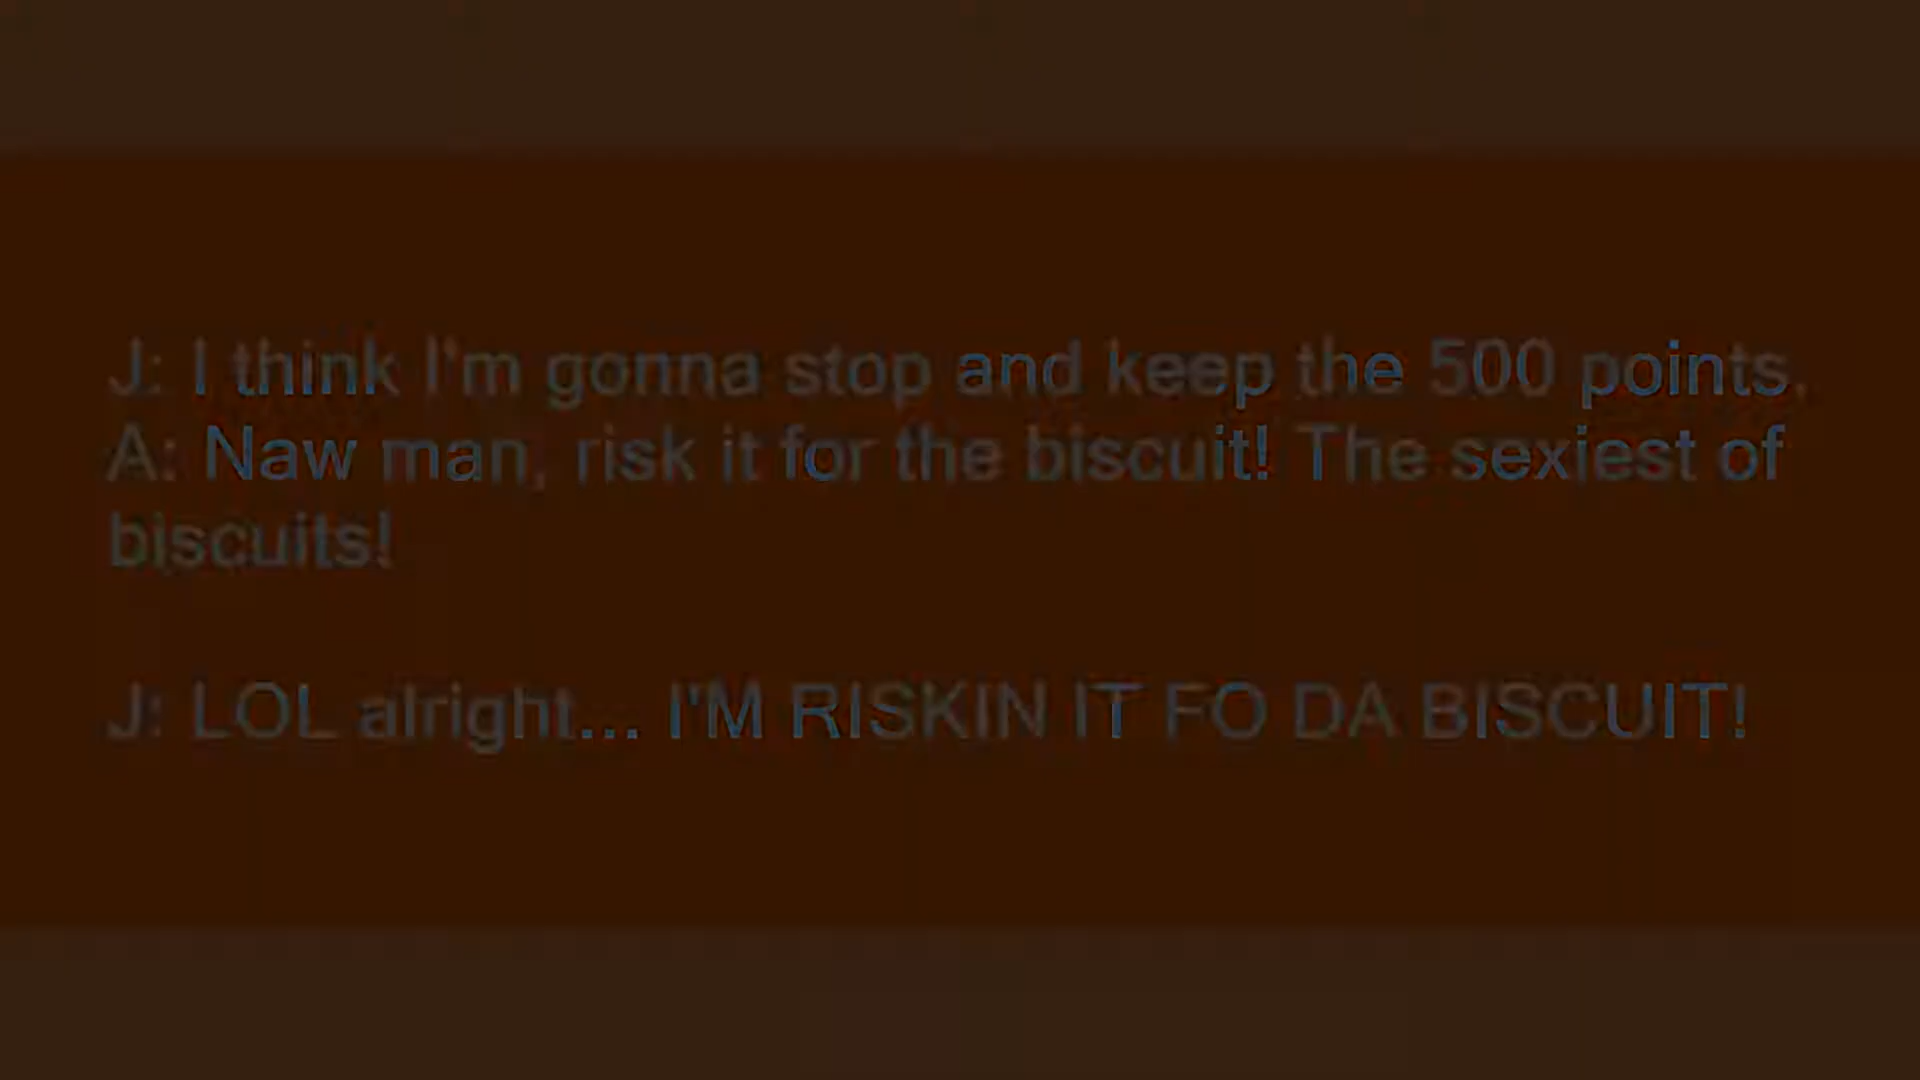 J: I think I'm gonna stop and keep the 500 points.
A: Naw man, risk it for the biscuit! The sexiest of
biscuits!
J: LOL alright... I'M RISKIN IT FO DA BISCUIT!